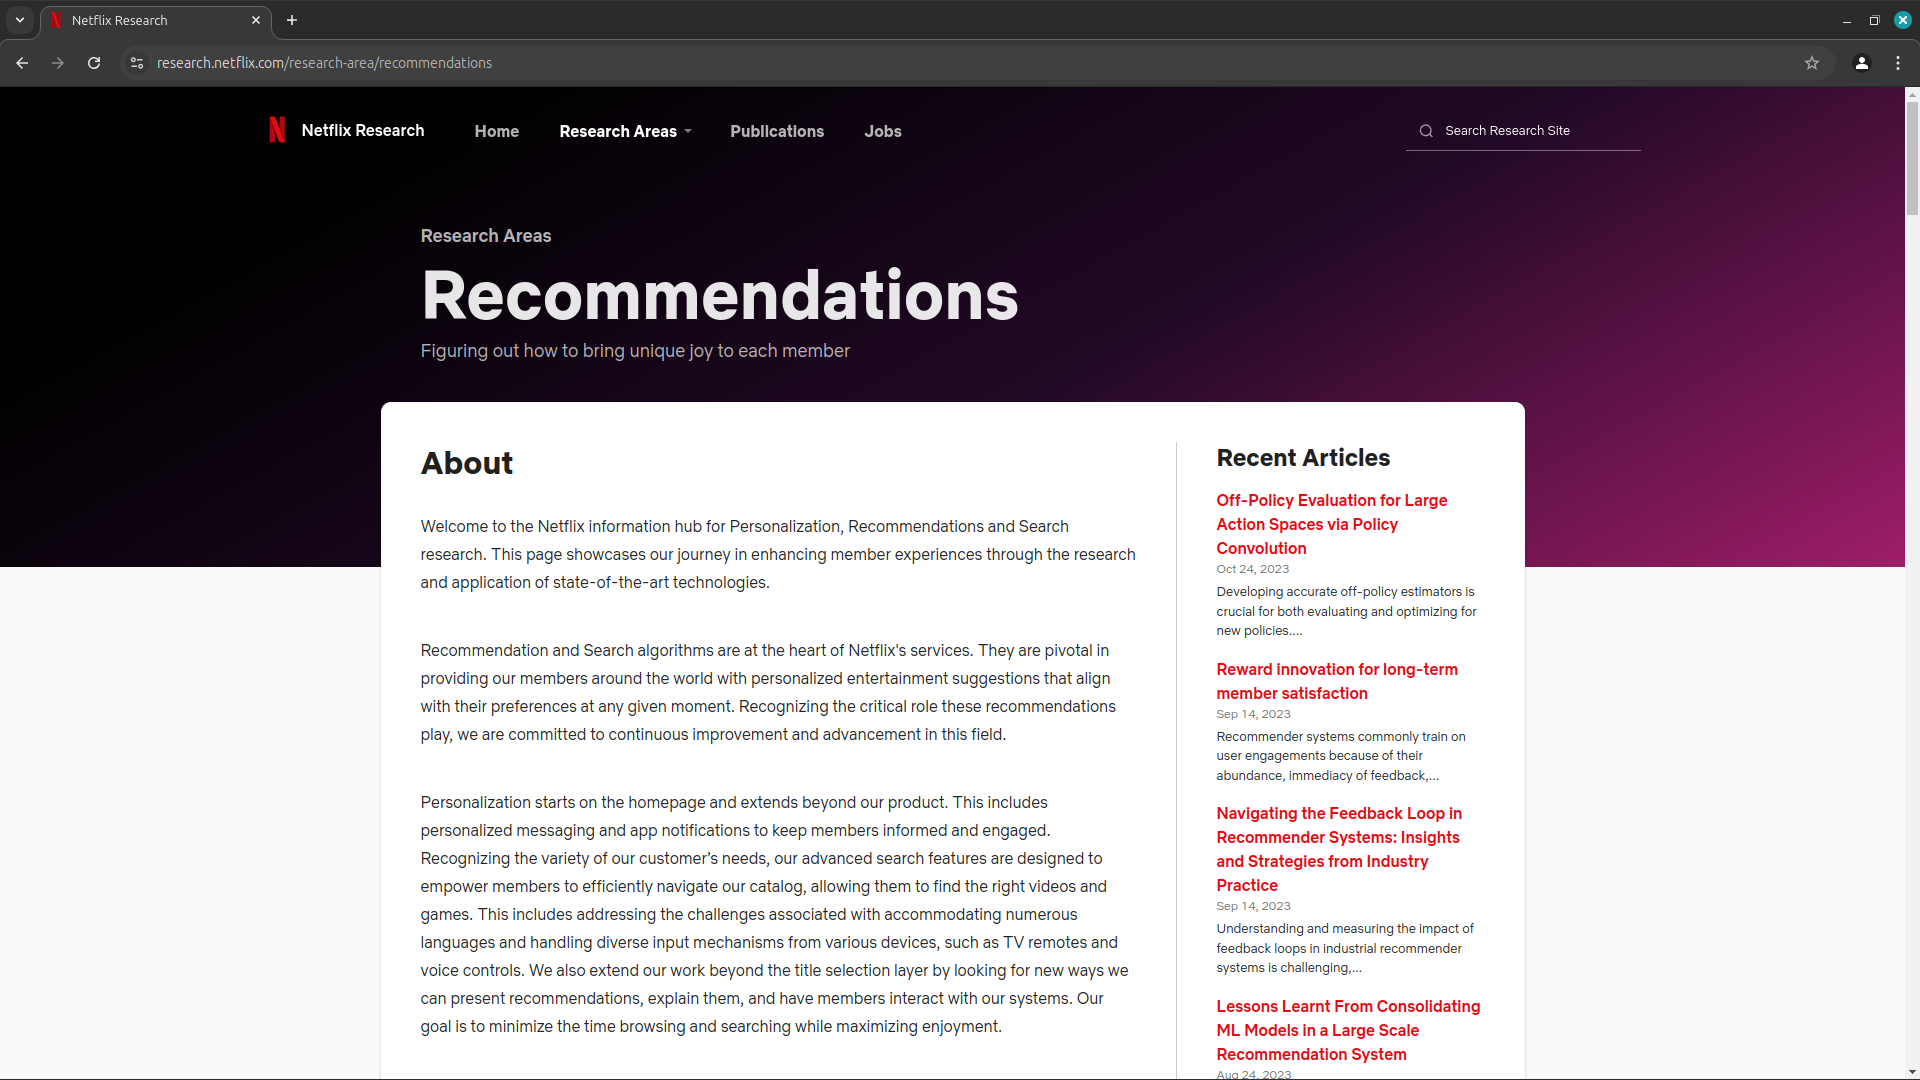 Netflix Research
research.netflix.com/research-area/recommendations
Netflix Research
Home
Research Areas
Publications
Jobs
Search Research Site
Research Areas
Recommendations
Figuring out how to bring unique joy to each member
About
Welcome to the Netflix information hub for Personalization, Recommendations and Search
research. This page showcases our journey in enhancing member experiences through the research
and application of state-of-the-art technologies.
Recommendation and Search algorithms are at the heart of Netflix's services. They are pivotal in
providing our members around the world with personalized entertainment suggestions that align
with their preferences at any given moment. Recognizing the critical role these recommendations
play, we are committed to continuous improvement and advancement in this field.
Personalization starts on the homepage and extends beyond our product. This includes
personalized messaging and app notifications to keep members informed and engaged.
Recognizing the variety of our customer’s needs, our advanced search features are designed to
empower members to efficiently navigate our catalog, allowing them to find the right videos and
games. This includes addressing the challenges associated with accommodating numerous
languages and handling diverse input mechanisms from various devices, such as TV remotes and
voice controls. We also extend our work beyond the title selection layer by looking for new ways we
can present recommendations, explain them, and have members interact with our systems. Our
goal is to minimize the time browsing and searching while maximizing enjoyment.
Recent Articles
Off-Policy Evaluation for Large
Action Spaces via Policy
Convolution
Oct 24, 2023
Developing accurate off-policy estimators is
crucial for both evaluating and optimizing for
new policies....
Reward innovation for long-term
member satisfaction
Sep 14, 2023
Recommender systems commonly train on
user engagements because of their
abundance, immediacy of feedback,...
Navigating the Feedback Loop in
Recommender Systems: Insights
and Strategies from Industry
Practice
Sep 14, 2023
Understanding and measuring the impact of
feedback loops in industrial recommender
systems is challenging,...
Lessons Learnt From Consolidating
ML Models in a Large Scale
Recommendation System
Aug 24, 2023